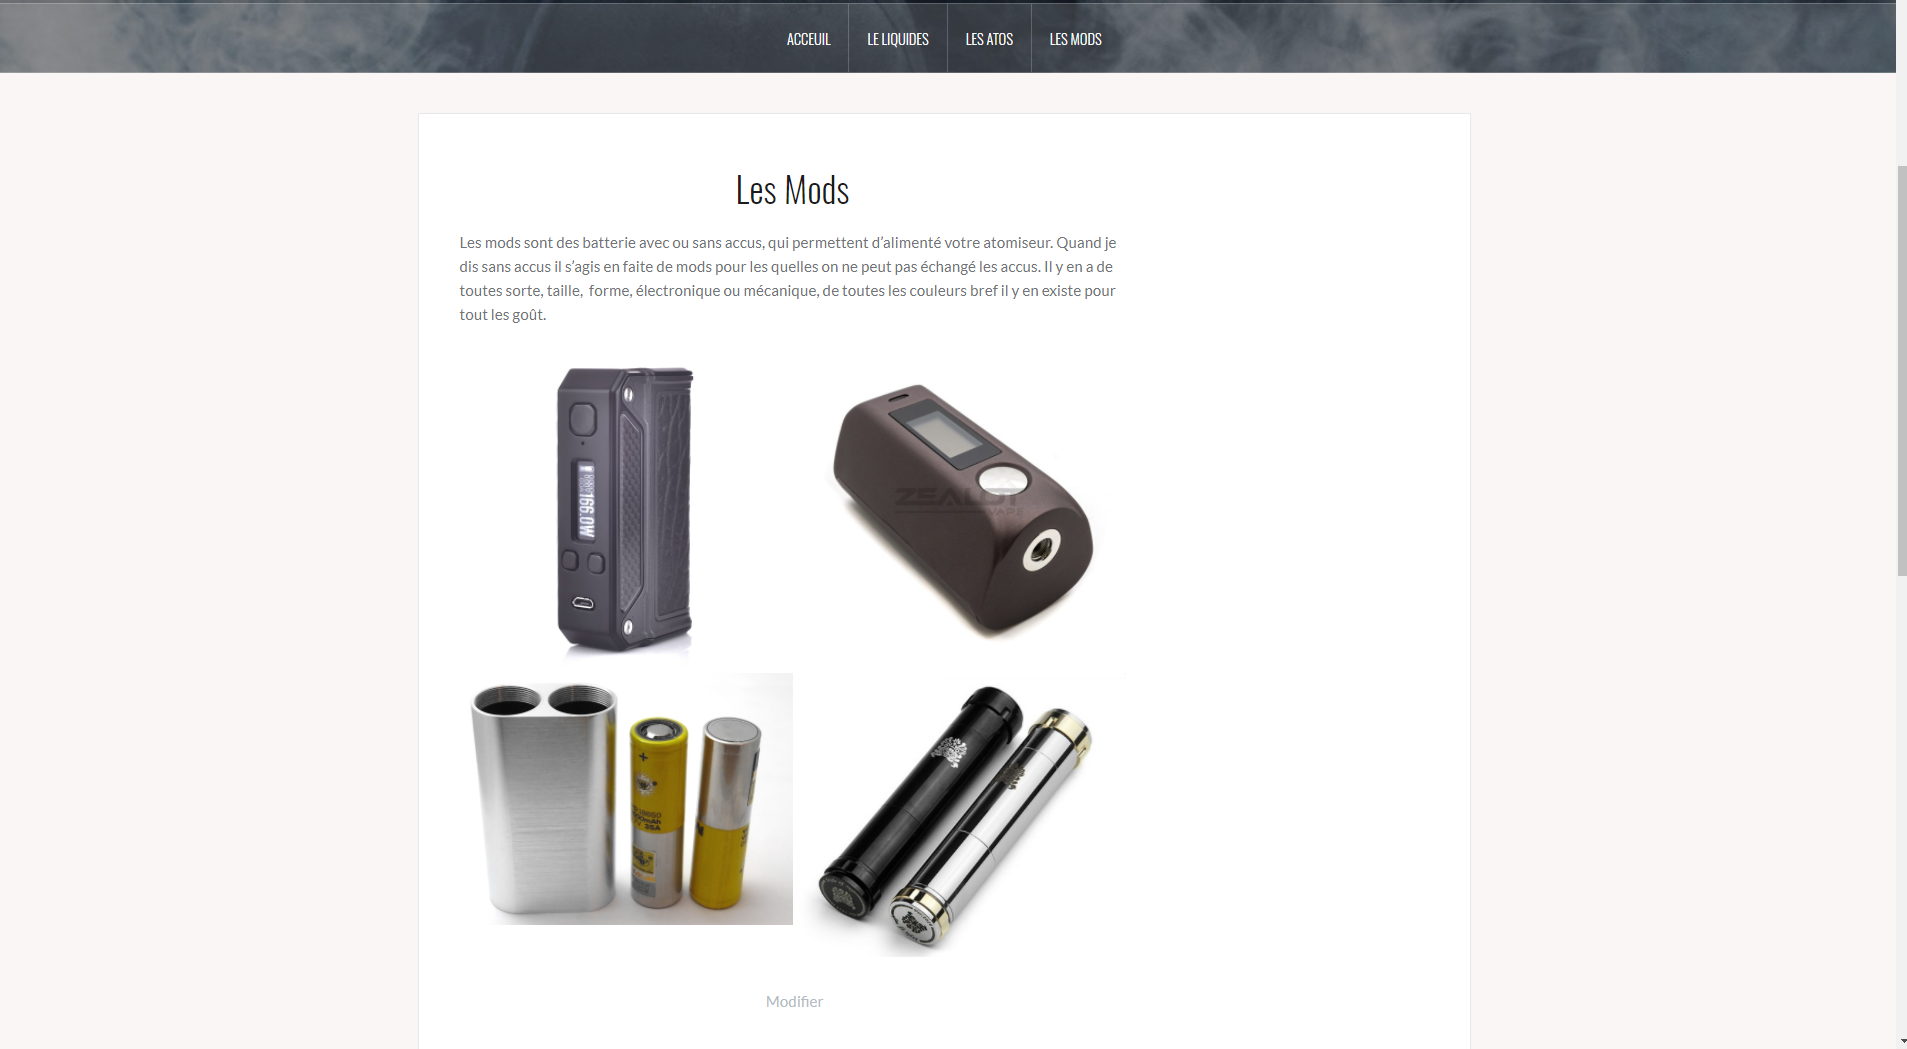 ACCEUIL
LE LIQUIDES
LES ATOS
LES MODS
Les Mods
Les mods sont des batterie avec ou sans accus, qui permettent d’alimenté votre atomiseur. Quand je
dis sans accus il s’agis en faite de mods pour les quelles on ne peut pas échangé les accus. Il y en a de
toutes sorte, taille,  forme, électronique ou mécanique, de toutes les couleurs bref il y en existe pour
tout les goût.
166.0W
ZEALOT
VAPE
+
18650
35A
Modifier